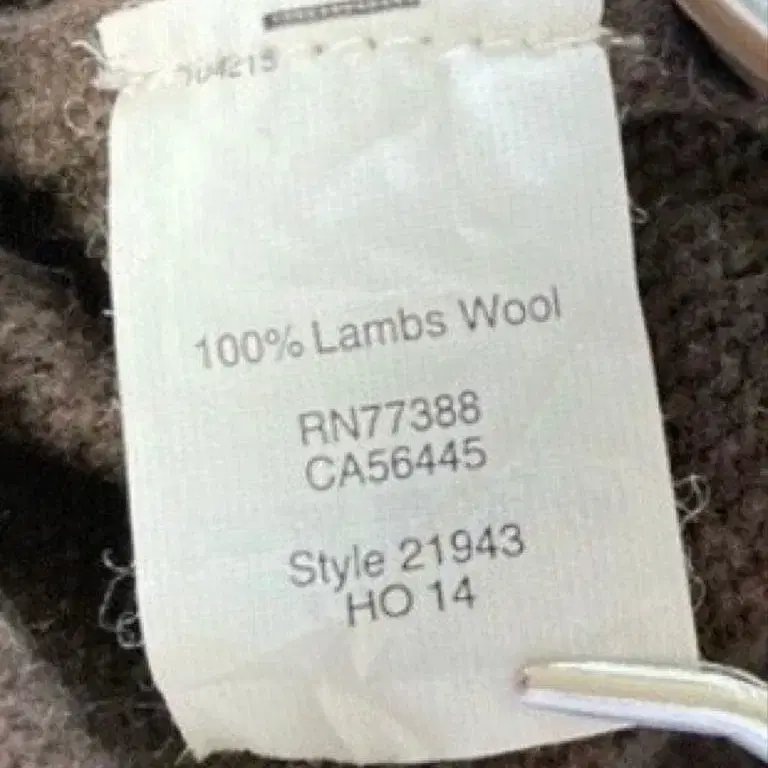 100% Lambs Wool
RN77388
CA56445
Style 21943
HO 14